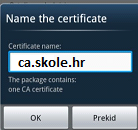 Name the certificate
Certificate name:
ca.skole.hr
The package contains:
one CA certificate
OK
Prekid